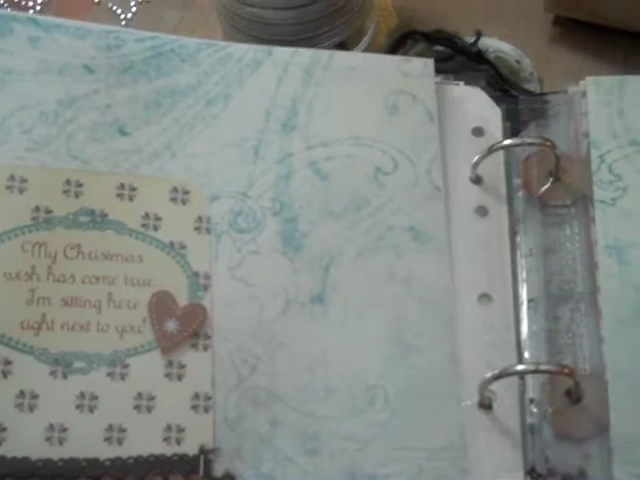 My Christmas
wish has come true...
I'm sitting here
right next to you!